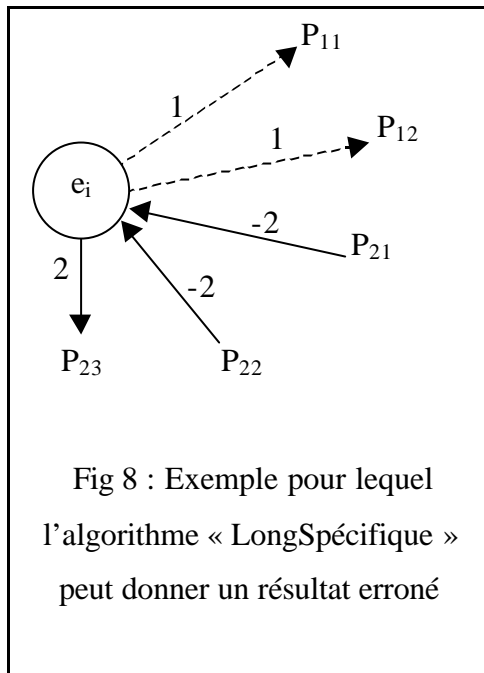 P₁₁
1
P₁₂
1
eᵢ
-2
P₂₁
2
-2
P₂₃
P₂₂
Fig 8 : Exemple pour lequel
l’algorithme « LongSpécifique »
peut donner un résultat erroné